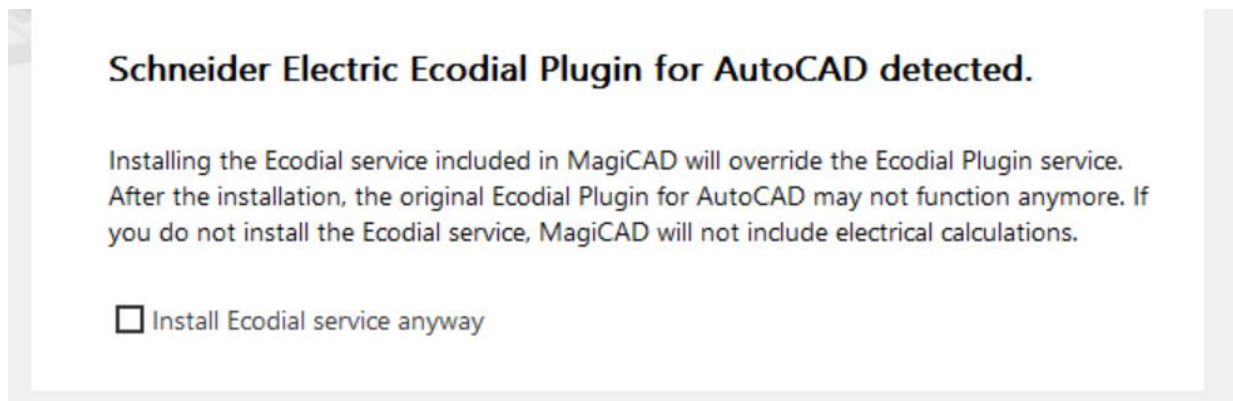 Schneider Electric Ecodial Plugin for AutoCAD detected.
Installing the Ecodial service included in MagiCAD will override the Ecodial Plugin service.
After the installation, the original Ecodial Plugin for AutoCAD may not function anymore. If
you do not install the Ecodial service, MagiCAD will not include electrical calculations.
Install Ecodial service anyway